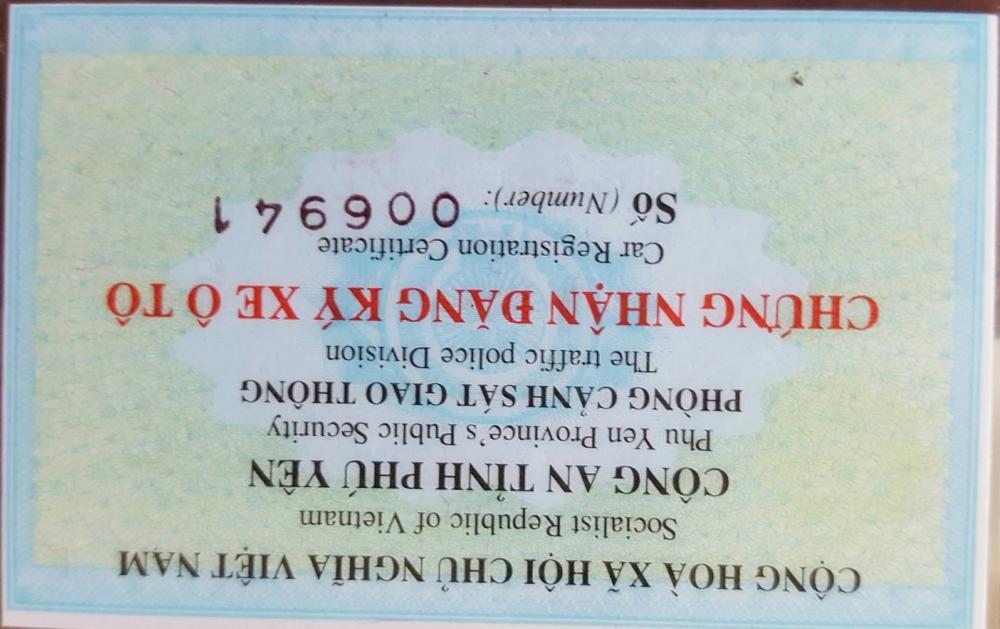 CỘNG HOÀ XÃ HỘI CHỦ NGHĨA VIỆT NAM
Socialist Republic of Vietnam
CÔNG AN TỈNH PHÚ YÊN
Phu Yen Province's Public Security
PHÒNG CẢNH SÁT GIAO THÔNG
The traffic police Division
CHỨNG NHẬN ĐĂNG KÝ XE Ô TÔ
Car Registration Certificate
Số (Number): 006941